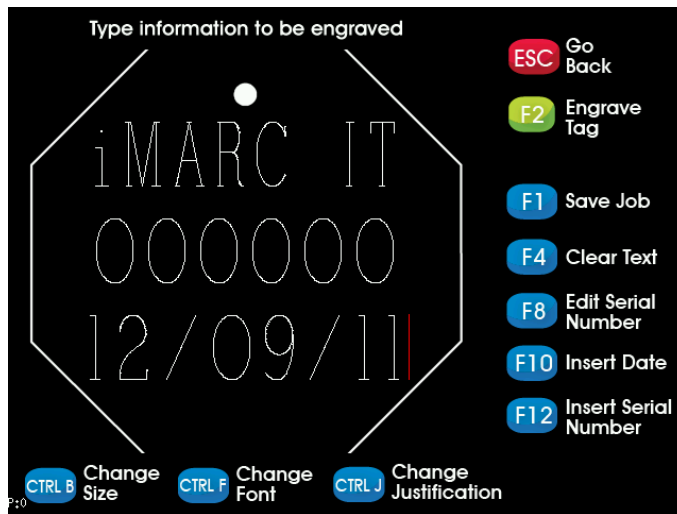 Type information to be engraved
iMARC IT
000000
12/09/11
ESC Go
Back
F2 Engrave
Tag
F1 Save Job
F4 Clear Text
F8 Edit Serial
Number
F10 Insert Date
F12 Insert Serial
Number
CTRL B Change
Size
CTRL F Change
Font
CTRL J Change
Justification
P:0